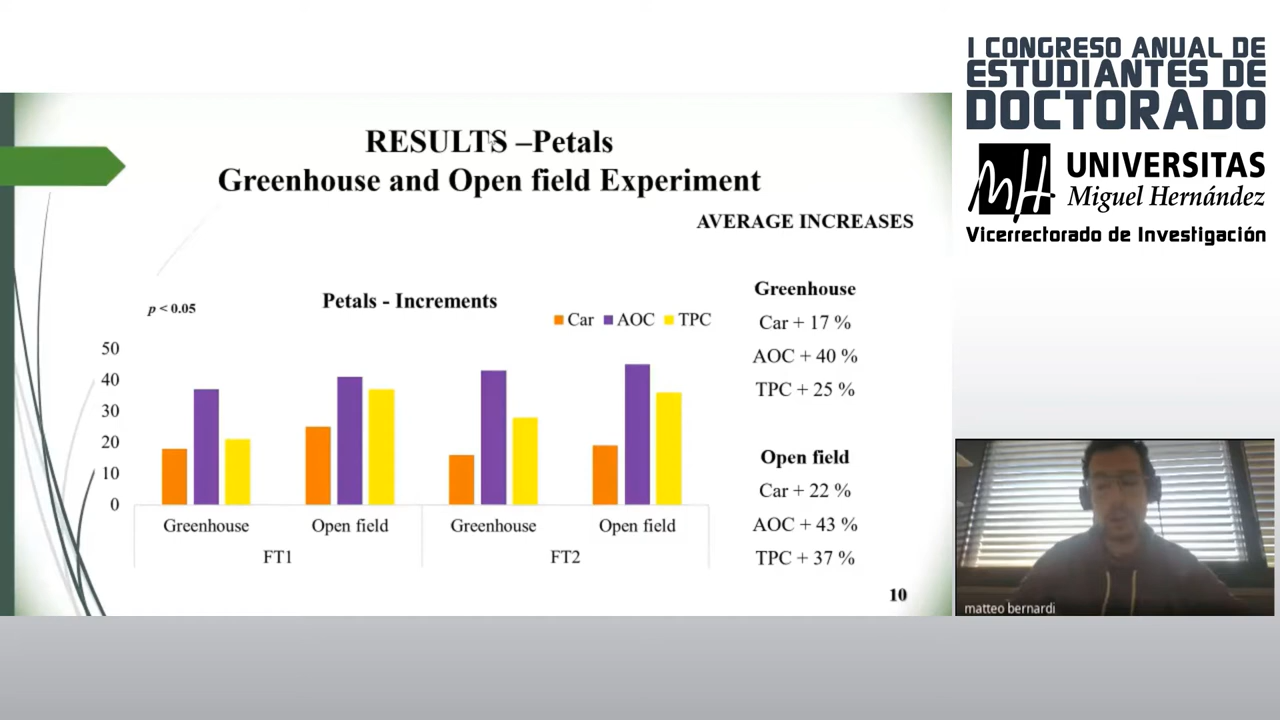 I CONGRESO ANUAL DE
ESTUDIANTES DE
DOCTORADO
MH
UNIVERSITAS
Miguel Hernández
Vicerrectorado de Investigación
RESULTS –Petals
Greenhouse and Open field Experiment
AVERAGE INCREASES
p < 0.05
Petals - Increments
Car AOC TPC
50
40
30
20
10
0
Greenhouse Open field Greenhouse Open field
FT1 FT2
Greenhouse
Car + 17 %
AOC + 40 %
TPC + 25 %
Open field
Car + 22 %
AOC + 43 %
TPC + 37 %
10
matteo bernardi